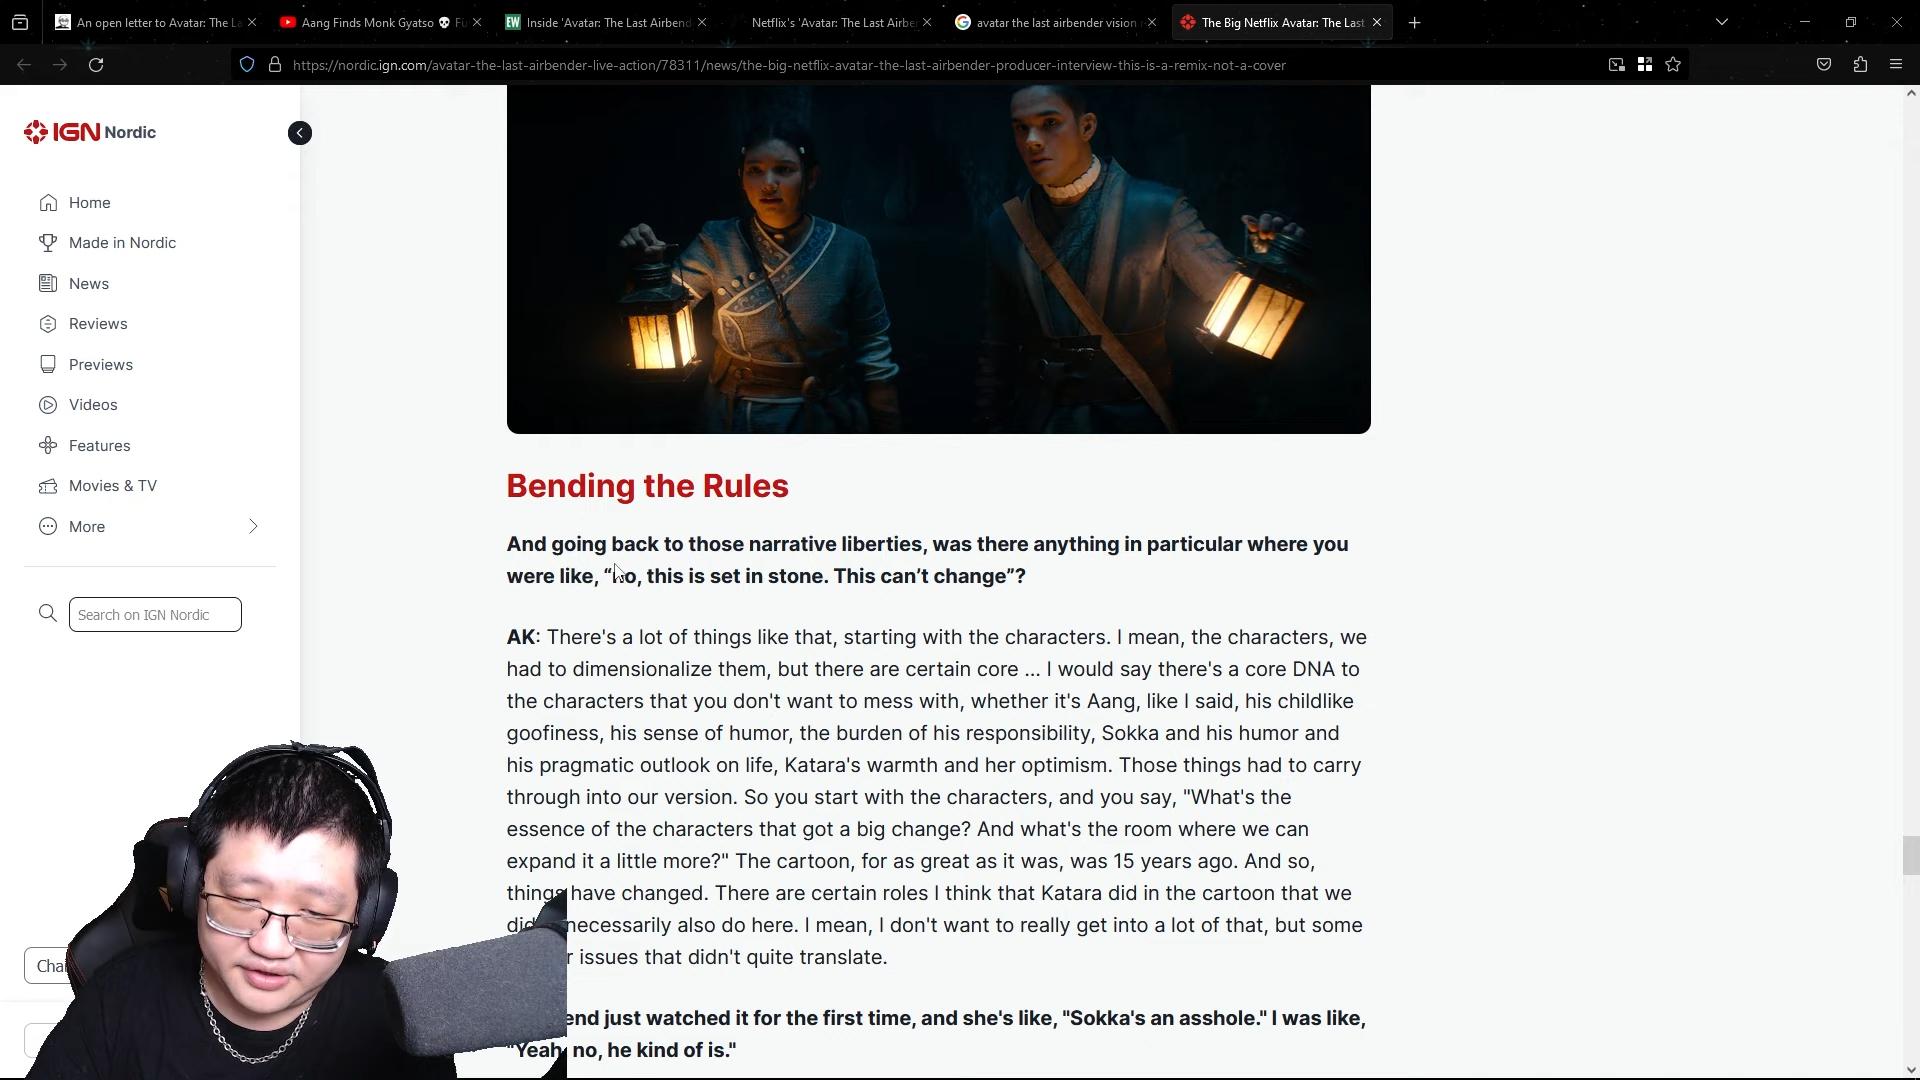 An open letter to Avatar: The La
Aang Finds Monk Gyatso 💀 Fu
EW Inside 'Avatar: The Last Airbend
Netflix's 'Avatar: The Last Airbe
avatar the last airbender vision
The Big Netflix Avatar: The Last
https://nordic.ign.com/avatar-the-last-airbender-live-action/78311/news/the-big-netflix-avatar-the-last-airbender-producer-interview-this-is-a-remix-not-a-cover
IGN Nordic
Home
Made in Nordic
News
Reviews
Previews
Videos
Features
Movies & TV
More
Search on IGN Nordic
Bending the Rules
And going back to those narrative liberties, was there anything in particular where you
were like, “No, this is set in stone. This can’t change”?
AK: There's a lot of things like that, starting with the characters. I mean, the characters, we
had to dimensionalize them, but there are certain core ... I would say there's a core DNA to
the characters that you don't want to mess with, whether it's Aang, like I said, his childlike
goofiness, his sense of humor, the burden of his responsibility, Sokka and his humor and
his pragmatic outlook on life, Katara's warmth and her optimism. Those things had to carry
through into our version. So you start with the characters, and you say, "What's the
essence of the characters that got a big change? And what's the room where we can
expand it a little more?" The cartoon, for as great as it was, was 15 years ago. And so,
things have changed. There are certain roles I think that Katara did in the cartoon that we
necessarily also do here. I mean, I don't want to really get into a lot of that, but some
issues that didn't quite translate.
just watched it for the first time, and she's like, "Sokka's an asshole." I was like,
"Yeah, no, he kind of is."